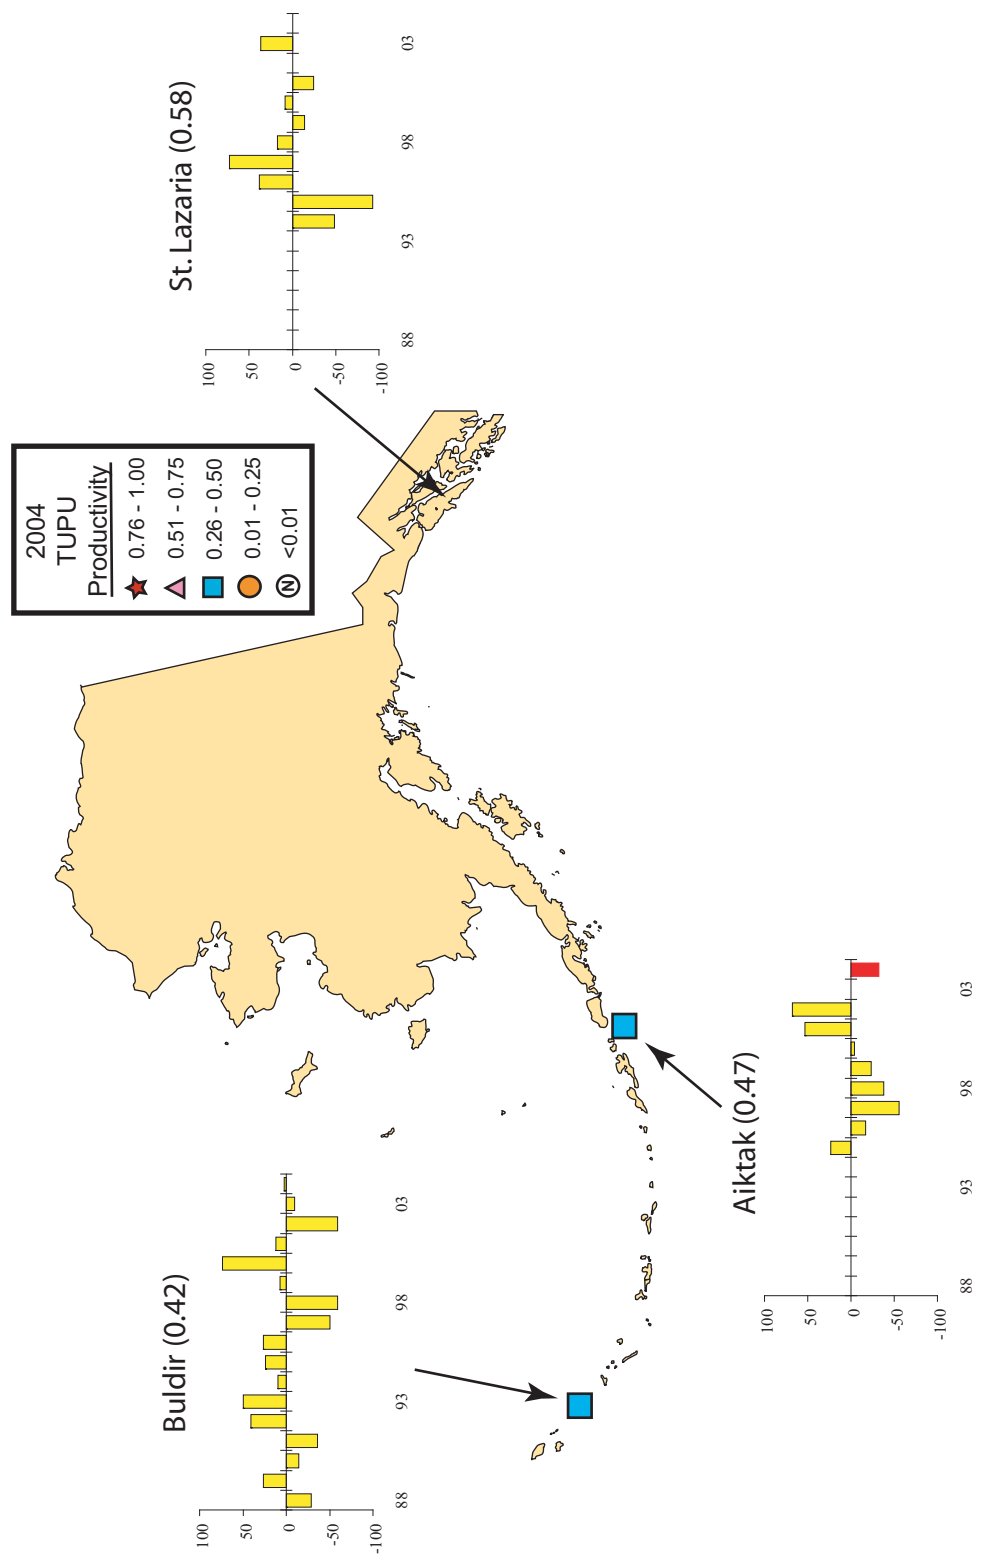 2004
TUPU
Productivity
0.76 - 1.00
0.51 - 0.75
0.26 - 0.50
0.01 - 0.25
N <0.01
Buldir (0.42)
100
50
0
-50
-100
88 93 98 03
St. Lazaria (0.58)
100
50
0
-50
-100
88 93 98 03
Aiktak (0.47)
100
50
0
-50
-100
88 93 98 03